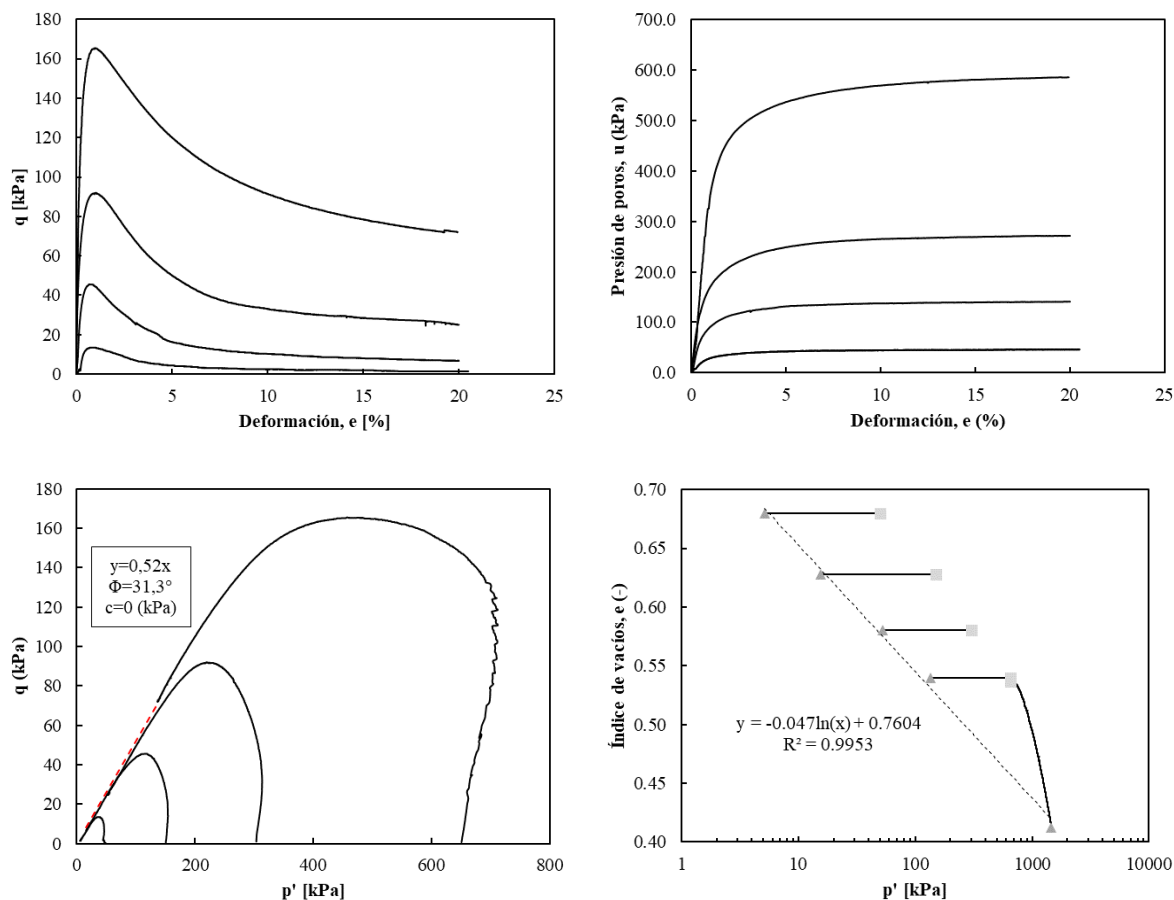 180
160
140
120
100
80
60
40
20
0
q [kPa]
0 5 10 15 20 25
Deformación, e [%]
700.0
600.0
500.0
400.0
300.0
200.0
100.0
0.0
Presión de poros, u (kPa)
0 5 10 15 20 25
Deformación, e (%)
180
160
140
120
100
80
60
40
20
0
q (kPa)
y=0,52x
Φ=31,3°
c=0 (kPa)
0 200 400 600 800
p' [kPa]
0.70
0.65
0.60
0.55
0.50
0.45
0.40
Índice de vacíos, e (-)
y = -0.047ln(x) + 0.7604
R² = 0.9953
1 10 100 1000 10000
p' [kPa]